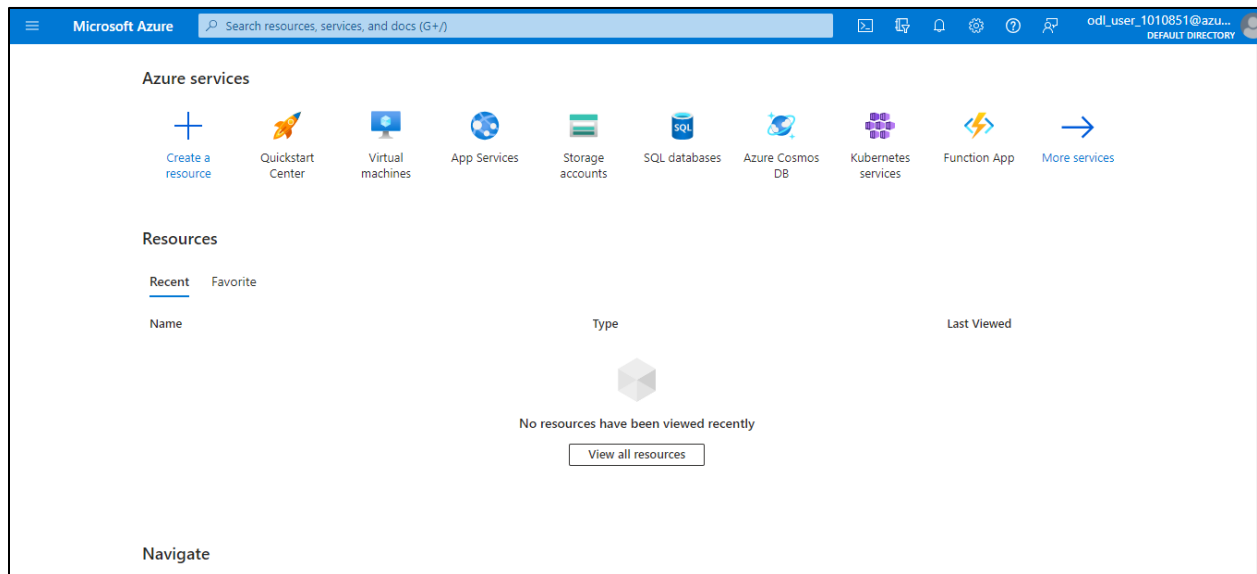 Microsoft Azure
Search resources, services, and docs (G+/)
odl_user_1010851@azu...
DEFAULT DIRECTORY
Azure services
Create a
resource
Quickstart
Center
Virtual
machines
App Services
Storage
accounts
SQL
SQL databases
Azure Cosmos
DB
Kubernetes
services
Function App
More services
Resources
Recent Favorite
Name Type Last Viewed
No resources have been viewed recently
View all resources
Navigate